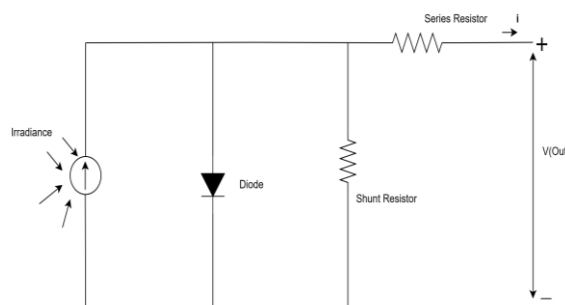 Series Resistor
i
+
Irradiance
V(Out
Diode
Shunt Resistor
−